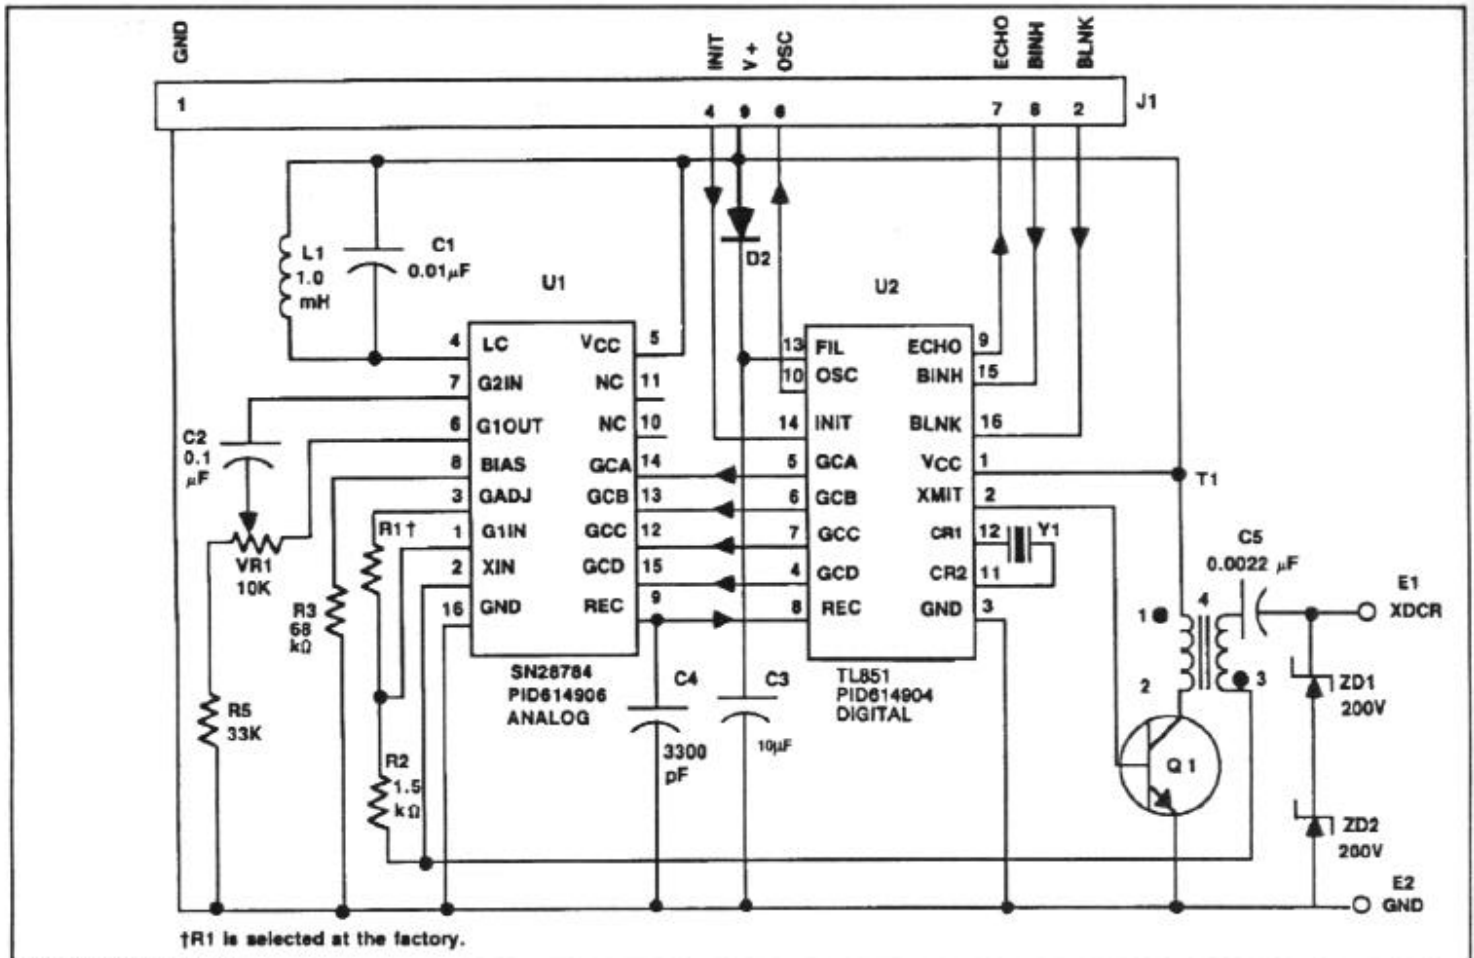 GND
INIT
V +
OSC
ECHO
BINH
BLNK
1
4
9
6
7
8
2
J1
L1
1.0
mH
C1
0.01µF
D2
U1
U2
4 LC
VCC 5
7 G2IN
NC 11
6 G1OUT
NC 10
8 BIAS
GCA 14
3 GADJ
GCB 13
1 G1IN
GCC 12
2 XIN
GCD 15
16 GND
REC 9
SN28784
PID614906
ANALOG
13 FIL
ECHO 9
10 OSC
BINH 15
14 INIT
BLNK 16
5 GCA
VCC 1
6 GCB
XMIT 2
7 GCC
CR1 12
4 GCD
CR2 11
8 REC
GND 3
Y1
TL851
PID614904
DIGITAL
C2
0.1
µF
VR1
10K
R1 †
R3
68
kΩ
R5
33K
R2
1.5
kΩ
C4
3300
pF
C3
10µF
T1
1
4
2
3
C5
0.0022 µF
E1
XDCR
ZD1
200V
Q1
ZD2
200V
E2
GND
†R1 is selected at the factory.